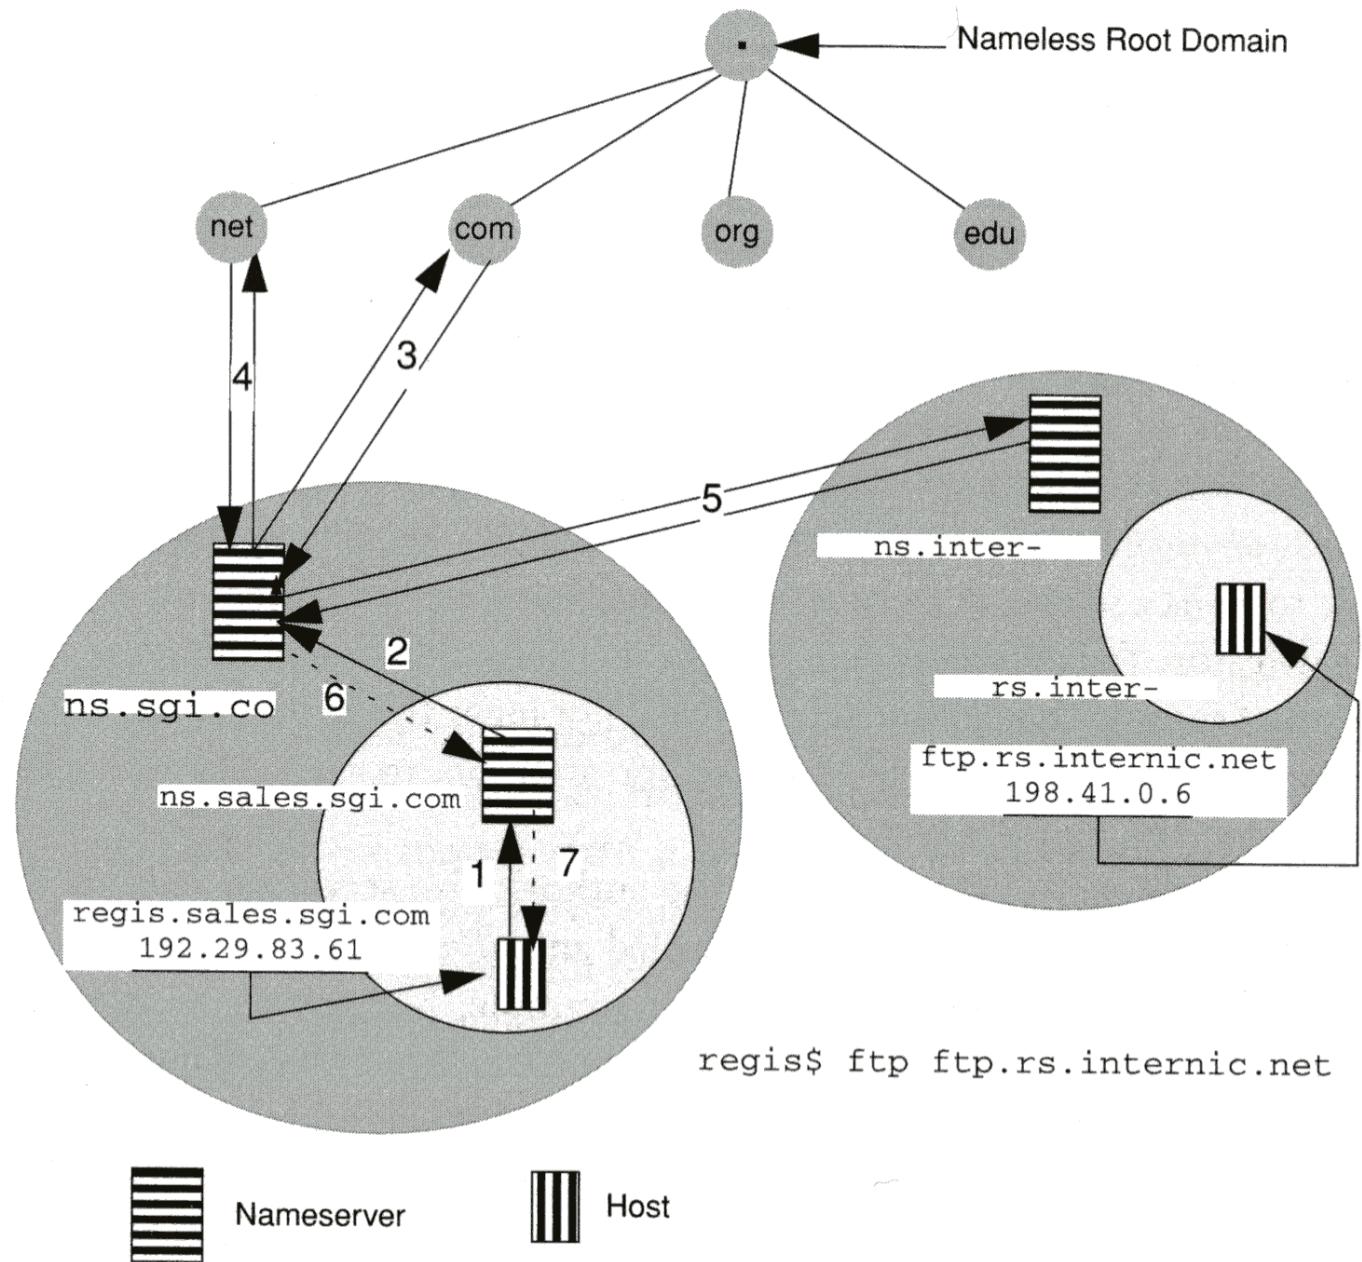 .
Nameless Root Domain
net
com
org
edu
3
4
5
ns.inter-
2
6
ns.sgi.co
rs.inter-
ftp.rs.internic.net
198.41.0.6
ns.sales.sgi.com
1
7
regis.sales.sgi.com
192.29.83.61
regis$ ftp ftp.rs.internic.net
Nameserver
Host